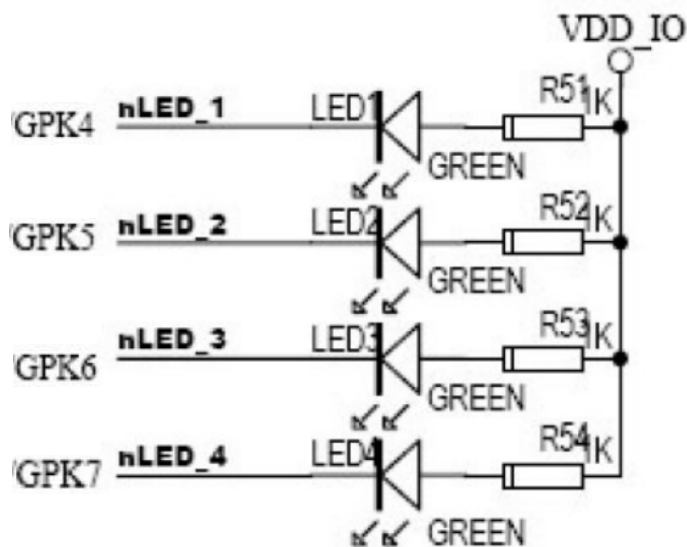 VDD_IO
R51
nLED_1 LED1 1K
/GPK4
GREEN
R52
nLED_2 LED2 1K
/GPK5
GREEN
R53
nLED_3 LED3 1K
/GPK6
GREEN
R54
nLED_4 LED4 1K
/GPK7
GREEN